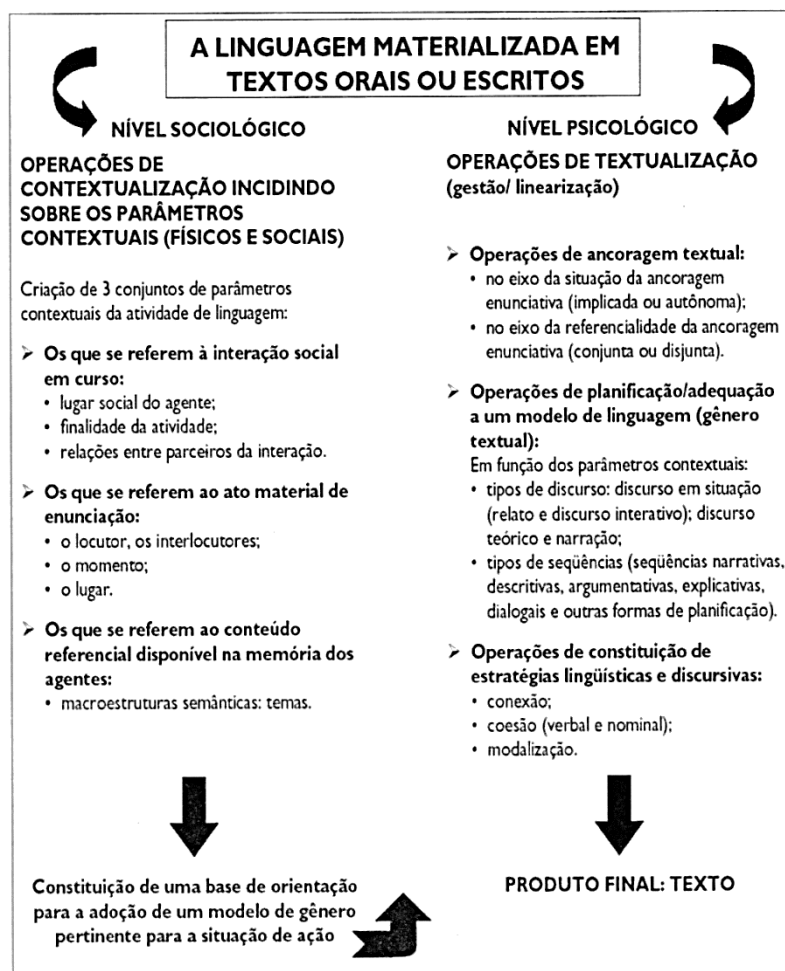 A LINGUAGEM MATERIALIZADA EM
TEXTOS ORAIS OU ESCRITOS
NÍVEL SOCIOLÓGICO
OPERAÇÕES DE
CONTEXTUALIZAÇÃO INCIDINDO
SOBRE OS PARÂMETROS
CONTEXTUAIS (FÍSICOS E SOCIAIS)
Criação de 3 conjuntos de parâmetros
contextuais da atividade de linguagem:
➢ Os que se referem à interação social
em curso:
• lugar social do agente;
• finalidade da atividade;
• relações entre parceiros da interação.
➢ Os que se referem ao ato material de
enunciação:
• o locutor, os interlocutores;
• o momento;
• o lugar.
➢ Os que se referem ao conteúdo
referencial disponível na memória dos
agentes:
• macroestruturas semânticas: temas.
Constituição de uma base de orientação
para a adoção de um modelo de gênero
pertinente para a situação de ação
NÍVEL PSICOLÓGICO
OPERAÇÕES DE TEXTUALIZAÇÃO
(gestão/ linearização)
➢ Operações de ancoragem textual:
• no eixo da situação da ancoragem
enunciativa (implicada ou autônoma);
• no eixo da referencialidade da ancoragem
enunciativa (conjunta ou disjunta).
➢ Operações de planificação/adequação
a um modelo de linguagem (gênero
textual):
Em função dos parâmetros contextuais:
• tipos de discurso: discurso em situação
(relato e discurso interativo); discurso
teórico e narração;
• tipos de seqüências (seqüências narrativas,
descritivas, argumentativas, explicativas,
dialogais e outras formas de planificação).
➢ Operações de constituição de
estratégias lingüísticas e discursivas:
• conexão;
• coesão (verbal e nominal);
• modalização.
PRODUTO FINAL: TEXTO